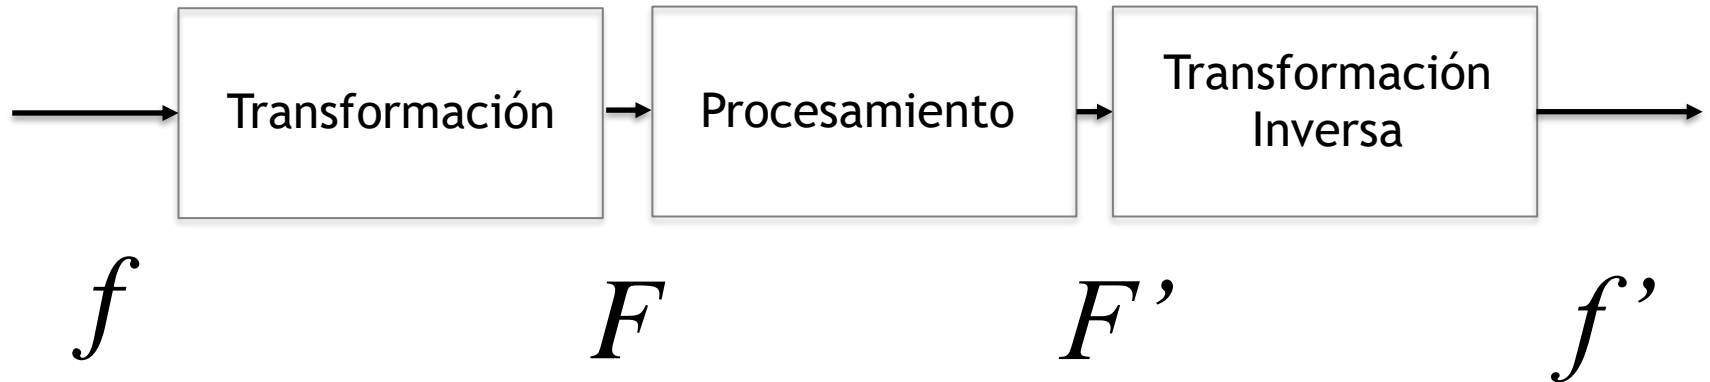 Transformación
Procesamiento
Transformación
Inversa
f
F
F’
f’